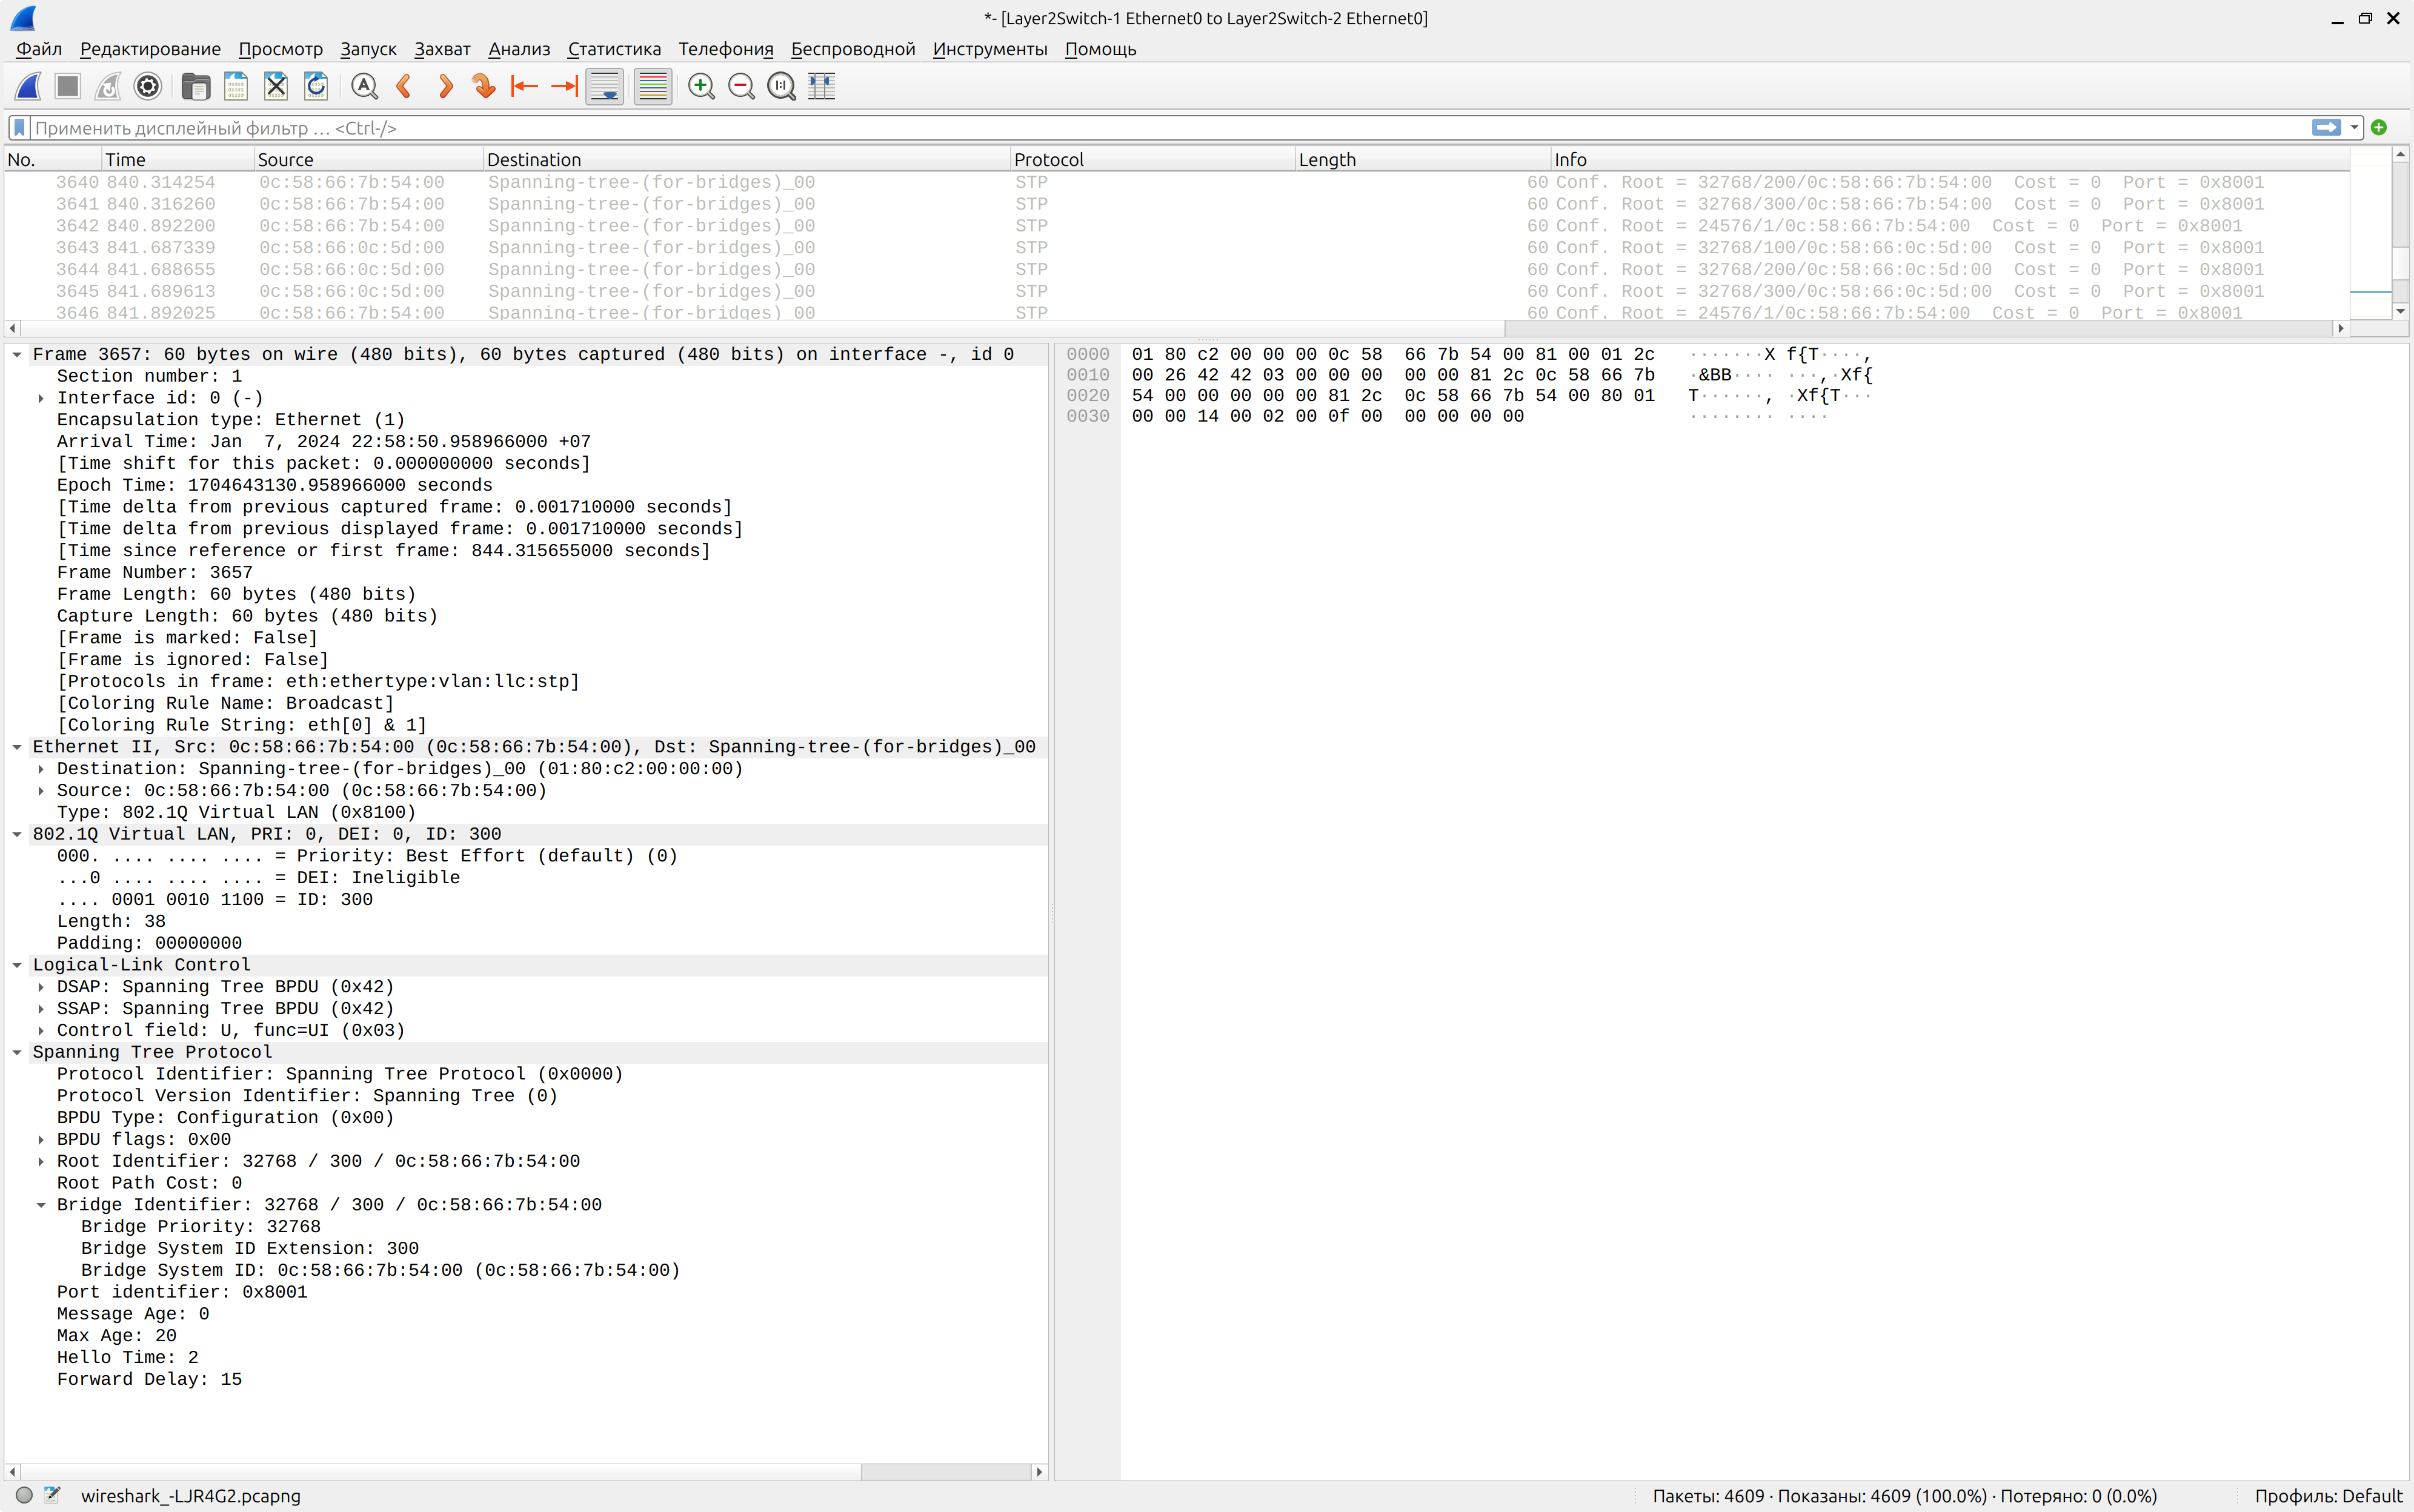 *- [Layer2Switch-1 Ethernet0 to Layer2Switch-2 Ethernet0]
Файл Редактирование Просмотр Запуск Захват Анализ Статистика Телефония Беспроводной Инструменты Помощь
Применить дисплейный фильтр … <Ctrl-/>
No. Time Source Destination Protocol Length Info
3640 840.314254 0c:58:66:7b:54:00 Spanning-tree-(for-bridges)_00 STP 60 Conf. Root = 32768/200/0c:58:66:7b:54:00 Cost = 0 Port = 0x8001
3641 840.316260 0c:58:66:7b:54:00 Spanning-tree-(for-bridges)_00 STP 60 Conf. Root = 32768/300/0c:58:66:7b:54:00 Cost = 0 Port = 0x8001
3642 840.892200 0c:58:66:7b:54:00 Spanning-tree-(for-bridges)_00 STP 60 Conf. Root = 24576/1/0c:58:66:7b:54:00 Cost = 0 Port = 0x8001
3643 841.687339 0c:58:66:0c:5d:00 Spanning-tree-(for-bridges)_00 STP 60 Conf. Root = 32768/100/0c:58:66:0c:5d:00 Cost = 0 Port = 0x8001
3644 841.688655 0c:58:66:0c:5d:00 Spanning-tree-(for-bridges)_00 STP 60 Conf. Root = 32768/200/0c:58:66:0c:5d:00 Cost = 0 Port = 0x8001
3645 841.689613 0c:58:66:0c:5d:00 Spanning-tree-(for-bridges)_00 STP 60 Conf. Root = 32768/300/0c:58:66:0c:5d:00 Cost = 0 Port = 0x8001
3646 841.892025 0c:58:66:7b:54:00 Spanning-tree-(for-bridges)_00 STP 60 Conf. Root = 24576/1/0c:58:66:7b:54:00 Cost = 0 Port = 0x8001
Frame 3657: 60 bytes on wire (480 bits), 60 bytes captured (480 bits) on interface -, id 0
Section number: 1
Interface id: 0 (-)
Encapsulation type: Ethernet (1)
Arrival Time: Jan  7, 2024 22:58:50.958966000 +07
[Time shift for this packet: 0.000000000 seconds]
Epoch Time: 1704643130.958966000 seconds
[Time delta from previous captured frame: 0.001710000 seconds]
[Time delta from previous displayed frame: 0.001710000 seconds]
[Time since reference or first frame: 844.315655000 seconds]
Frame Number: 3657
Frame Length: 60 bytes (480 bits)
Capture Length: 60 bytes (480 bits)
[Frame is marked: False]
[Frame is ignored: False]
[Protocols in frame: eth:ethertype:vlan:llc:stp]
[Coloring Rule Name: Broadcast]
[Coloring Rule String: eth[0] & 1]
Ethernet II, Src: 0c:58:66:7b:54:00 (0c:58:66:7b:54:00), Dst: Spanning-tree-(for-bridges)_00
Destination: Spanning-tree-(for-bridges)_00 (01:80:c2:00:00:00)
Source: 0c:58:66:7b:54:00 (0c:58:66:7b:54:00)
Type: 802.1Q Virtual LAN (0x8100)
802.1Q Virtual LAN, PRI: 0, DEI: 0, ID: 300
000. .... .... .... = Priority: Best Effort (default) (0)
...0 .... .... .... = DEI: Ineligible
.... 0001 0010 1100 = ID: 300
Length: 38
Padding: 00000000
Logical-Link Control
DSAP: Spanning Tree BPDU (0x42)
SSAP: Spanning Tree BPDU (0x42)
Control field: U, func=UI (0x03)
Spanning Tree Protocol
Protocol Identifier: Spanning Tree Protocol (0x0000)
Protocol Version Identifier: Spanning Tree (0)
BPDU Type: Configuration (0x00)
BPDU flags: 0x00
Root Identifier: 32768 / 300 / 0c:58:66:7b:54:00
Root Path Cost: 0
Bridge Identifier: 32768 / 300 / 0c:58:66:7b:54:00
Bridge Priority: 32768
Bridge System ID Extension: 300
Bridge System ID: 0c:58:66:7b:54:00 (0c:58:66:7b:54:00)
Port identifier: 0x8001
Message Age: 0
Max Age: 20
Hello Time: 2
Forward Delay: 15
0000 01 80 c2 00 00 00 0c 58 66 7b 54 00 81 00 01 2c ·······X f{T····,
0010 00 26 42 42 03 00 00 00 00 00 81 2c 0c 58 66 7b ·&BB···· ···,·Xf{
0020 54 00 00 00 00 00 81 2c 0c 58 66 7b 54 00 80 01 T······, ·Xf{T···
0030 00 00 14 00 02 00 0f 00 00 00 00 00 ········ ····
wireshark_-LJR4G2.pcapng Пакеты: 4609 · Показаны: 4609 (100.0%) · Потеряно: 0 (0.0%) Профиль: Default